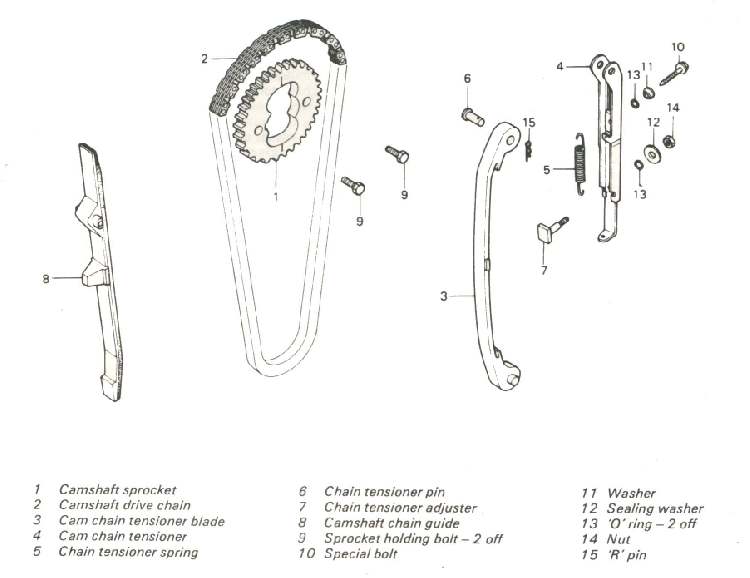 2
1
9
9
8
6
15
3
7
5
4
13
11
10
12
14
13
1 Camshaft sprocket
2 Camshaft drive chain
3 Cam chain tensioner blade
4 Cam chain tensioner
5 Chain tensioner spring
6 Chain tensioner pin
7 Chain tensioner adjuster
8 Camshaft chain guide
9 Sprocket holding bolt – 2 off
10 Special bolt
11 Washer
12 Sealing washer
13 'O' ring – 2 off
14 Nut
15 'R' pin